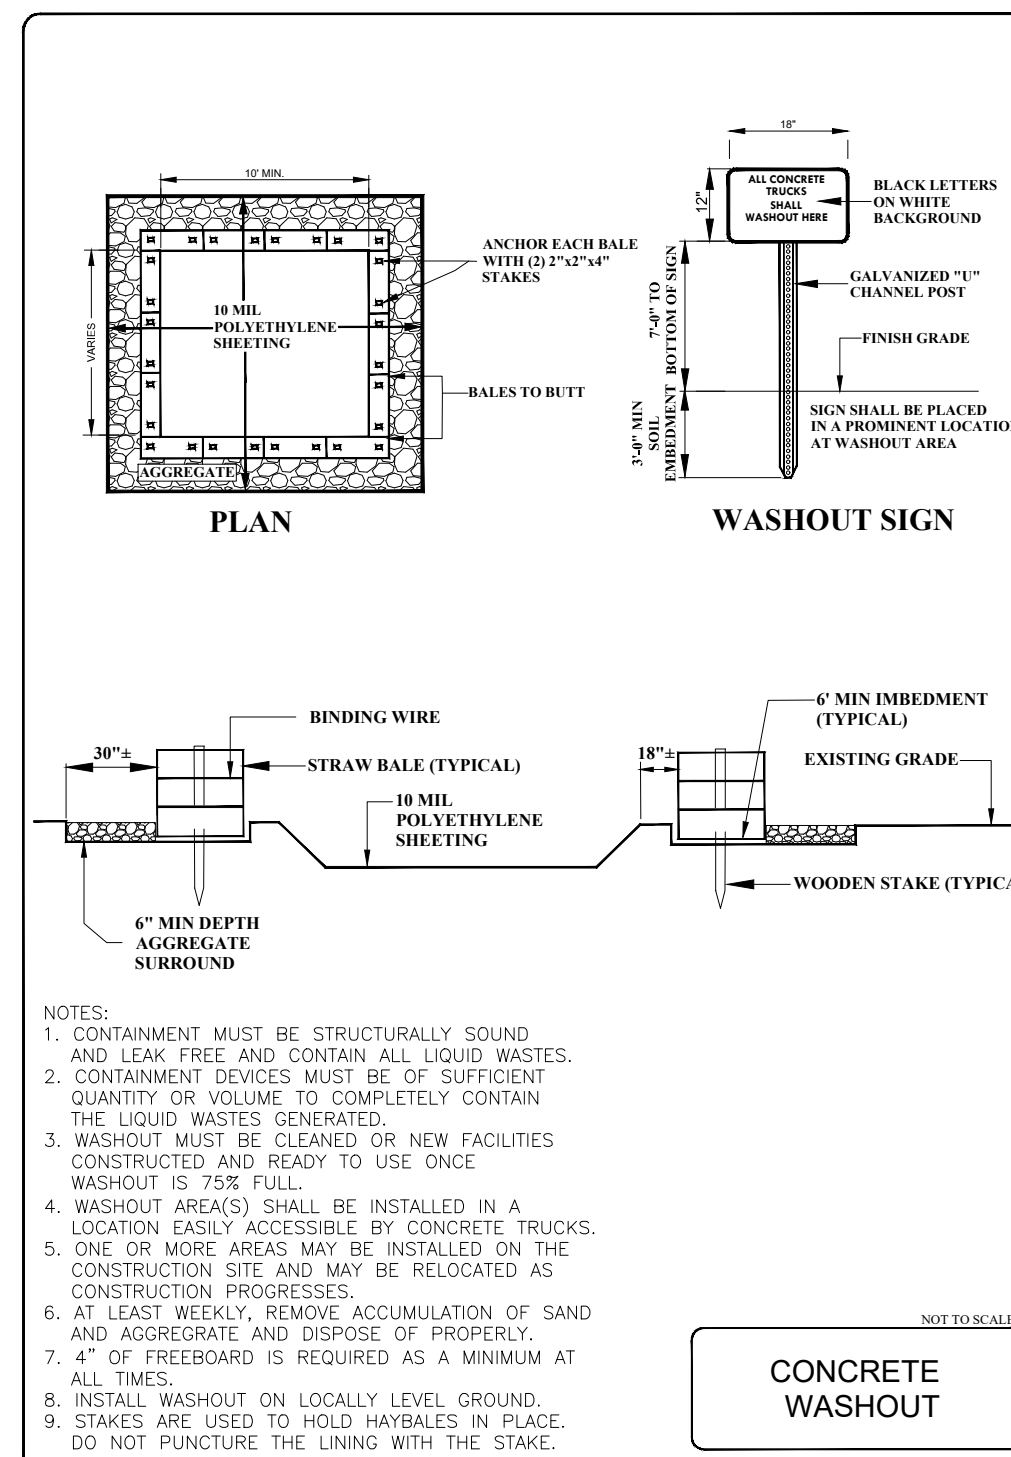 10' MIN.
VARIES
10 MIL
POLYETHYLENE
SHEETING
AGGREGATE
ANCHOR EACH BALE
WITH (2) 2"x2"x4"
STAKES
BALES TO BUTT
PLAN
18"
12"
ALL CONCRETE
TRUCKS
SHALL
WASHOUT HERE
BLACK LETTERS
ON WHITE
BACKGROUND
GALVANIZED "U"
CHANNEL POST
7'-0" TO
BOTTOM OF SIGN
FINISH GRADE
3'-0" MIN
SOIL
EMBEDMENT
SIGN SHALL BE PLACED
IN A PROMINENT LOCATIO
AT WASHOUT AREA
WASHOUT SIGN
30"±
BINDING WIRE
STRAW BALE (TYPICAL)
10 MIL
POLYETHYLENE
SHEETING
6" MIN DEPTH
AGGREGATE
SURROUND
18"±
6' MIN IMBEDMENT
(TYPICAL)
EXISTING GRADE
WOODEN STAKE (TYPICA
NOTES:
1. CONTAINMENT MUST BE STRUCTURALLY SOUND
AND LEAK FREE AND CONTAIN ALL LIQUID WASTES.
2. CONTAINMENT DEVICES MUST BE OF SUFFICIENT
QUANTITY OR VOLUME TO COMPLETELY CONTAIN
THE LIQUID WASTES GENERATED.
3. WASHOUT MUST BE CLEANED OR NEW FACILITIES
CONSTRUCTED AND READY TO USE ONCE
WASHOUT IS 75% FULL.
4. WASHOUT AREA(S) SHALL BE INSTALLED IN A
LOCATION EASILY ACCESSIBLE BY CONCRETE TRUCKS.
5. ONE OR MORE AREAS MAY BE INSTALLED ON THE
CONSTRUCTION SITE AND MAY BE RELOCATED AS
CONSTRUCTION PROGRESSES.
6. AT LEAST WEEKLY, REMOVE ACCUMULATION OF SAND
AND AGGREGRATE AND DISPOSE OF PROPERLY.
7. 4" OF FREEBOARD IS REQUIRED AS A MINIMUM AT
ALL TIMES.
8. INSTALL WASHOUT ON LOCALLY LEVEL GROUND.
9. STAKES ARE USED TO HOLD HAYBALES IN PLACE.
DO NOT PUNCTURE THE LINING WITH THE STAKE.
NOT TO SCALE
CONCRETE
WASHOUT